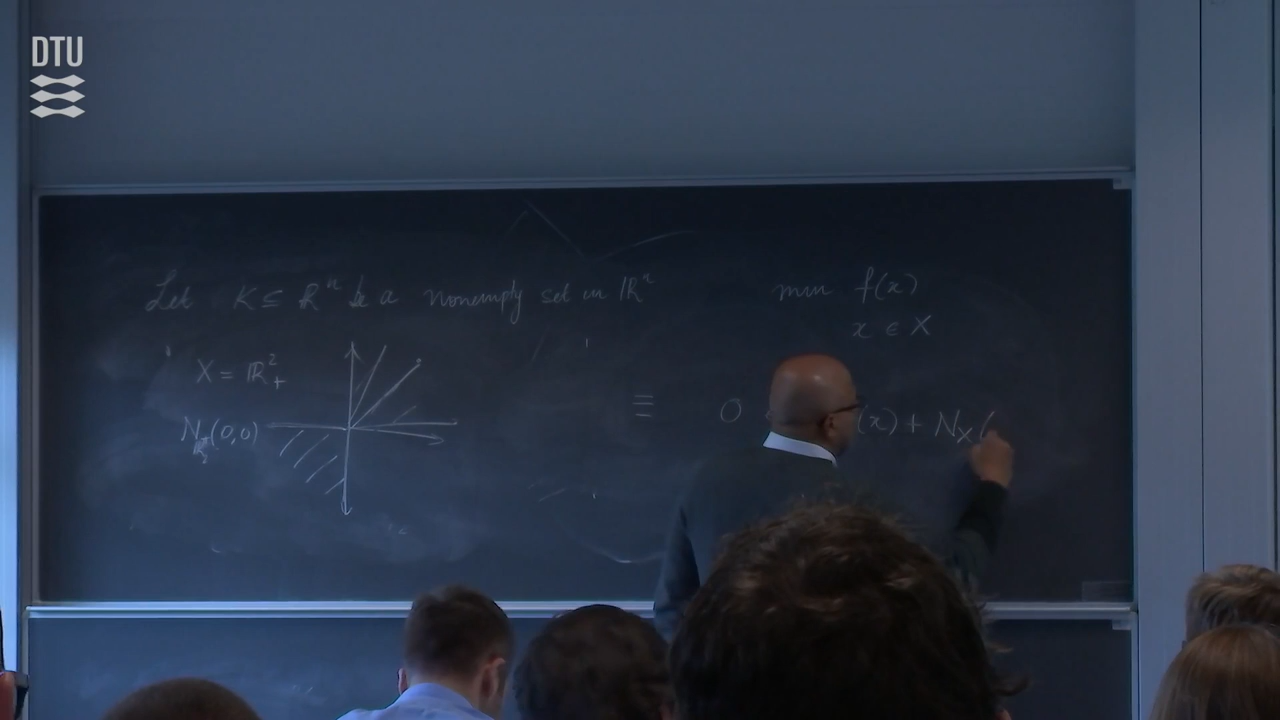 DTU
Let K ⊆ ℝⁿ be a nonempty set in ℝⁿ
min f(x)
x ∈ X
X = ℝ²₊
N (0,0)
≡ 0 (x) + N_X(